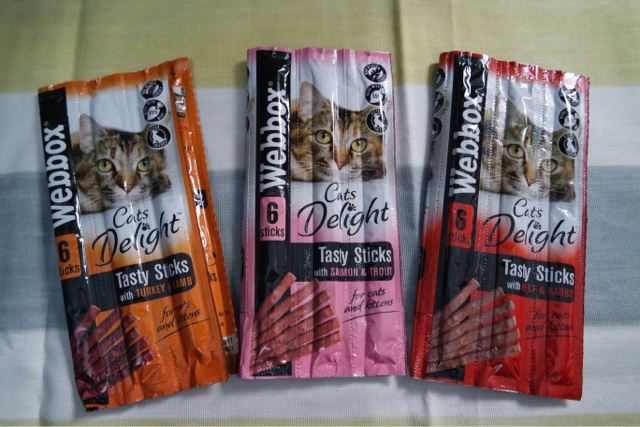 Webbox
6
sticks
Cats
Delight
Tasty Sticks
with TURKEY & LAMB
for cats
and kittens
Webbox
6
sticks
Cats
Delight
Tasty Sticks
with SAMON & TROUT
for cats
and kittens
Webbox
6
sticks
Cats
Delight
Tasty Sticks
with BEEF & RABBIT
for cats
and kittens